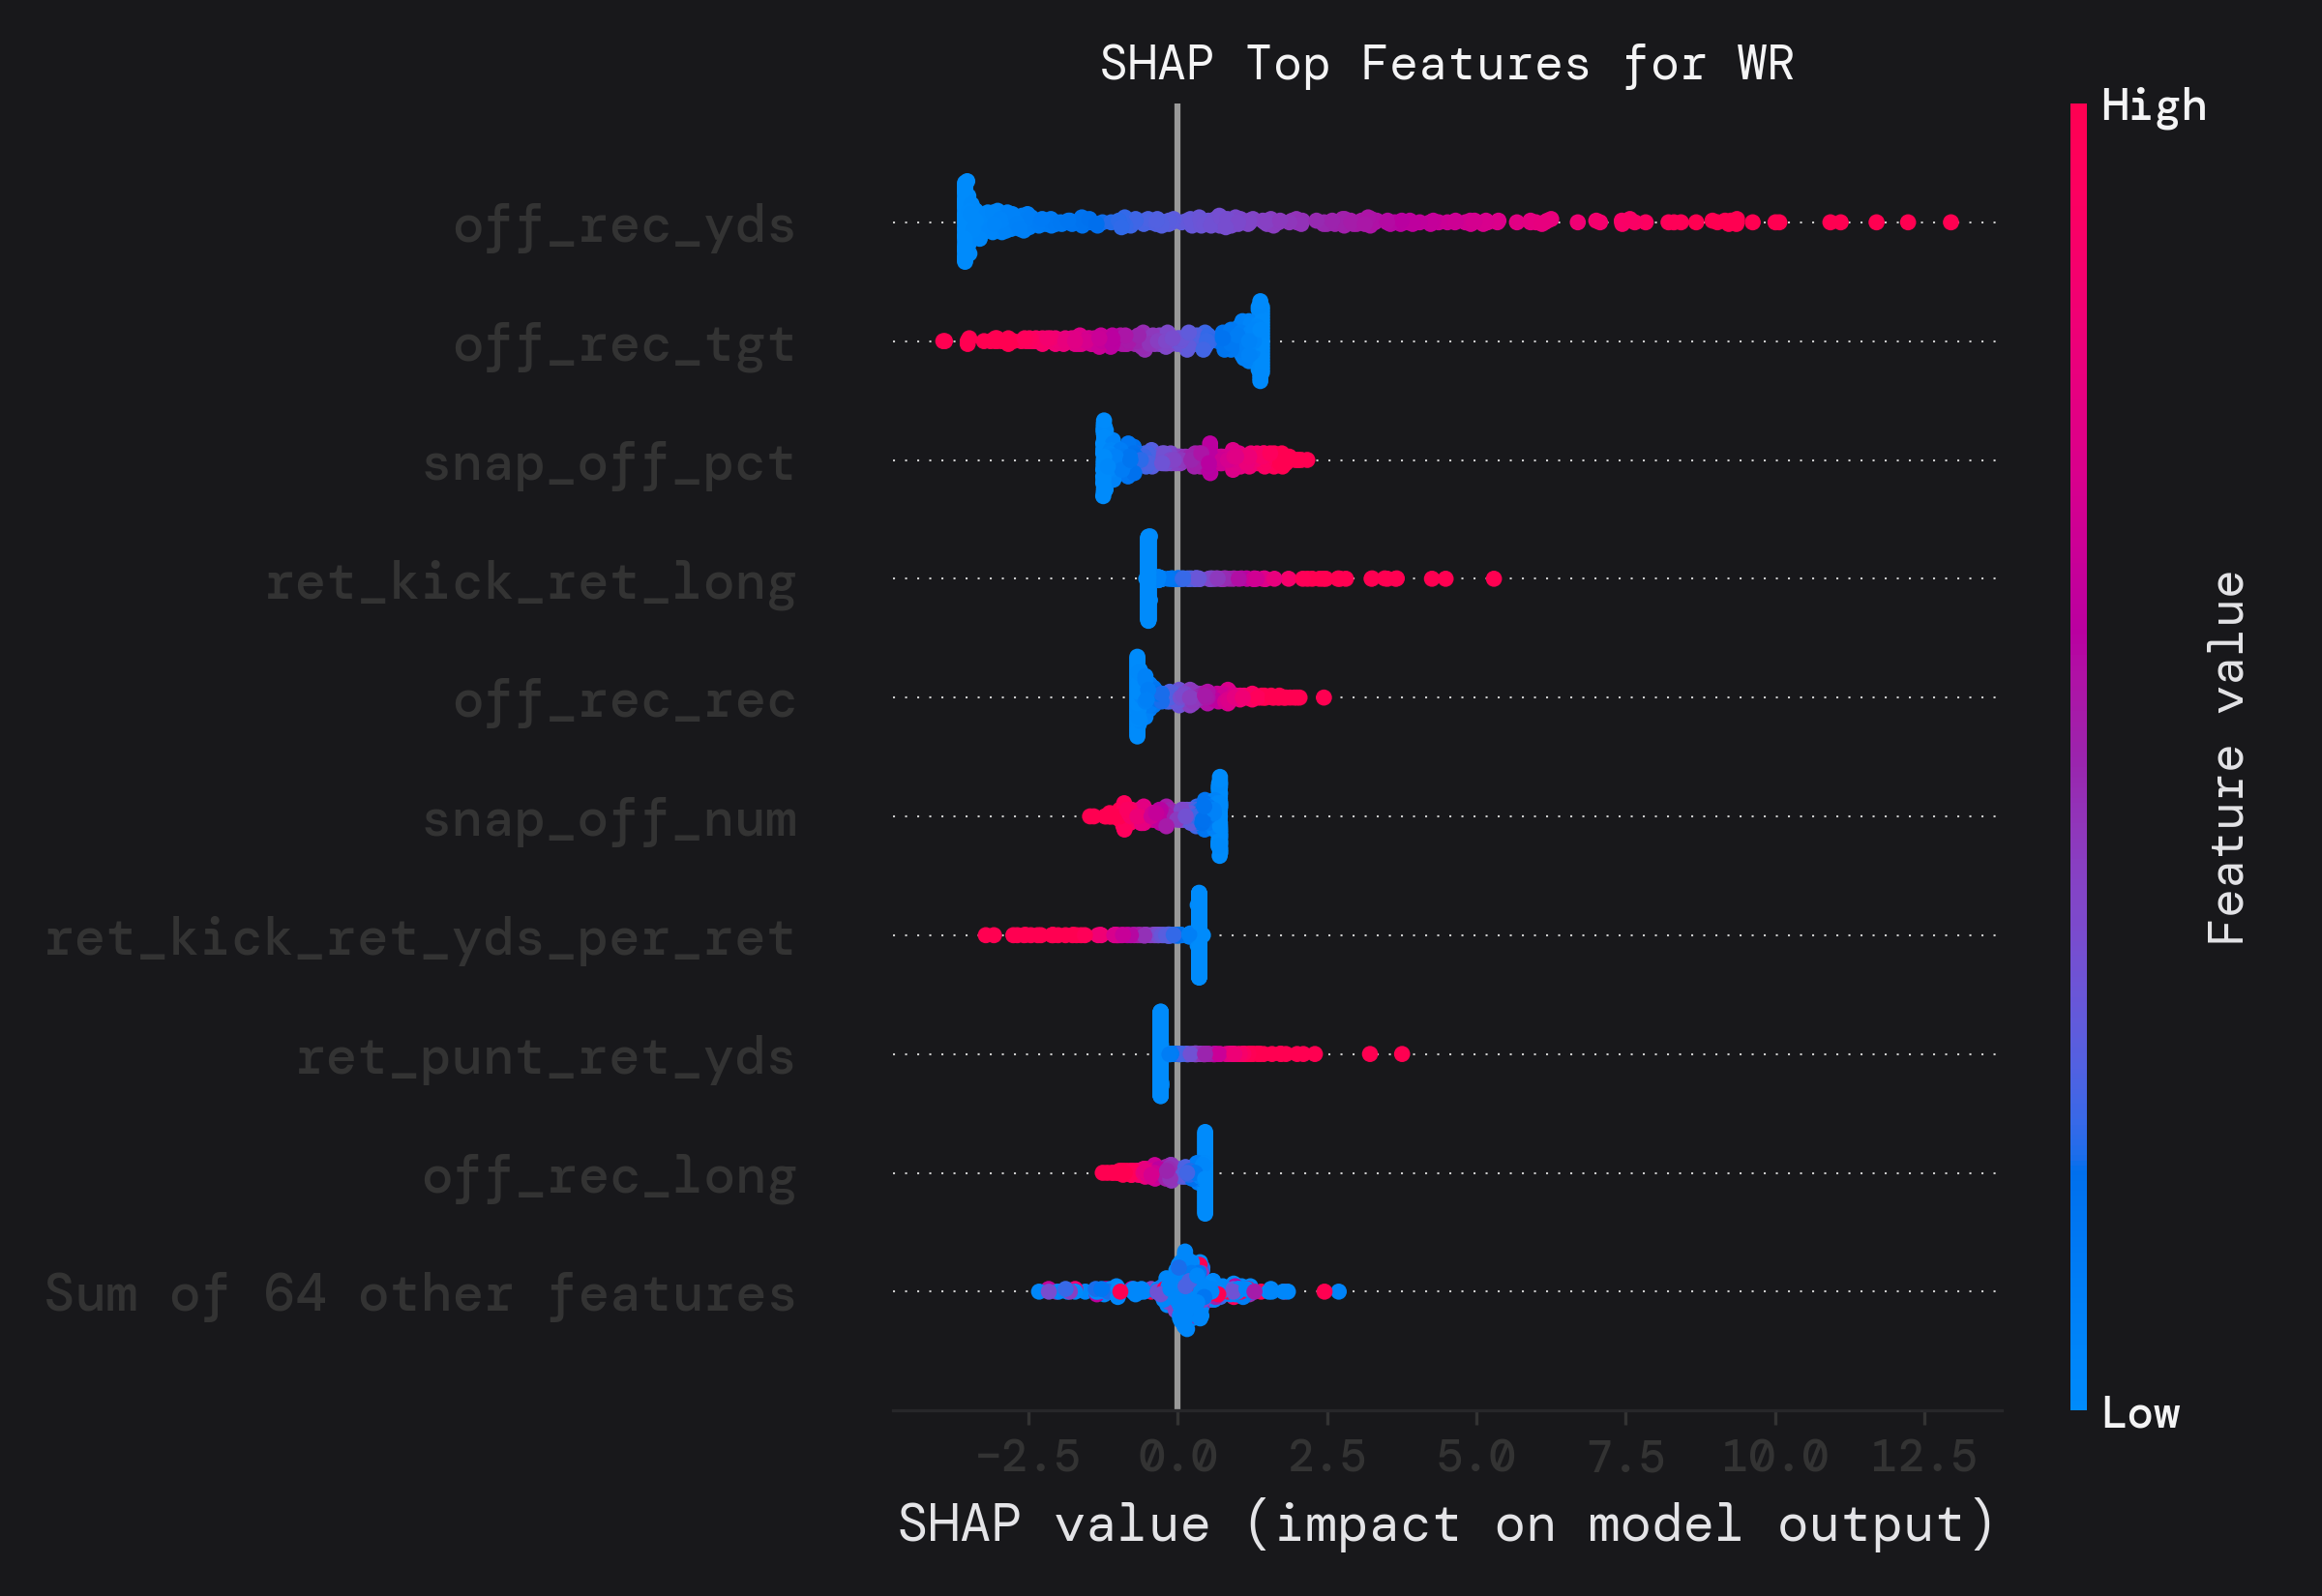 SHAP Top Features for WR
High
off_rec_yds
off_rec_tgt
snap_off_pct
ret_kick_ret_long
off_rec_rec
snap_off_num
ret_kick_ret_yds_per_ret
ret_punt_ret_yds
off_rec_long
Sum of 64 other features
Feature value
Low
−2.5 0.0 2.5 5.0 7.5 10.0 12.5
SHAP value (impact on model output)